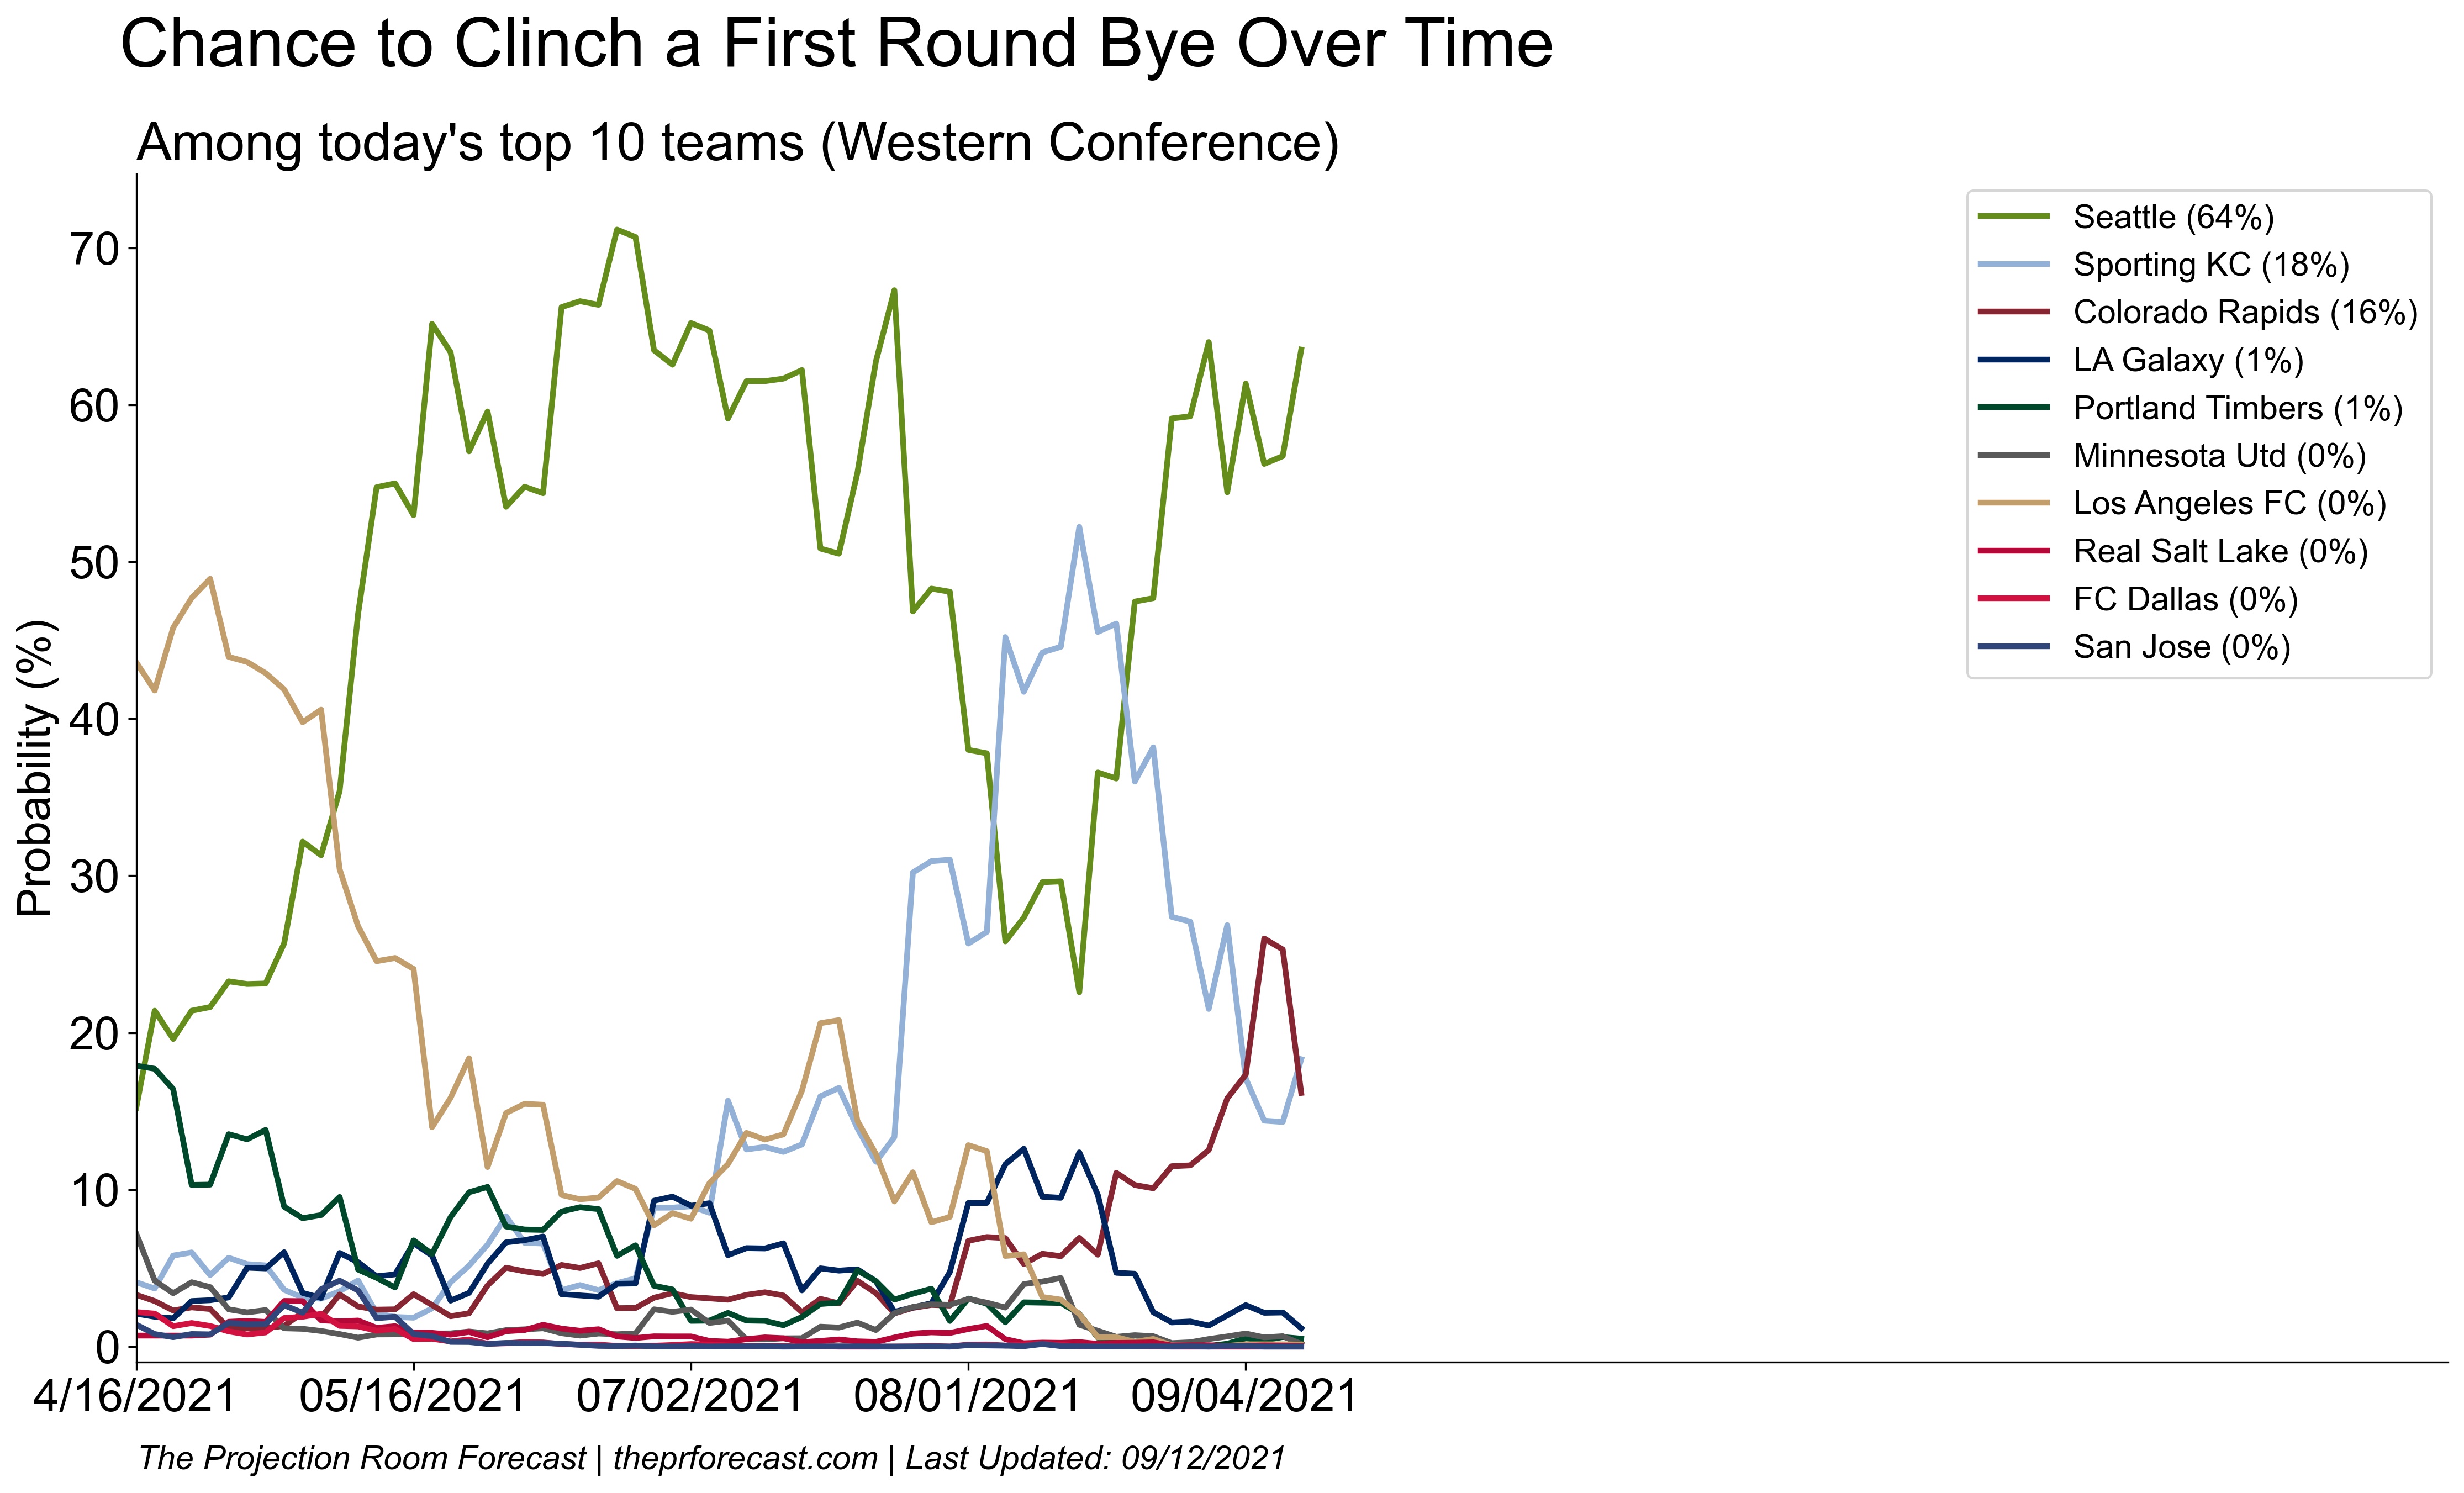 Chance to Clinch a First Round Bye Over Time
Among today's top 10 teams (Western Conference)
Probability (%)
70
60
50
40
30
20
10
0
4/16/2021
05/16/2021
07/02/2021
08/01/2021
09/04/2021
Seattle (64%)
Sporting KC (18%)
Colorado Rapids (16%)
LA Galaxy (1%)
Portland Timbers (1%)
Minnesota Utd (0%)
Los Angeles FC (0%)
Real Salt Lake (0%)
FC Dallas (0%)
San Jose (0%)
The Projection Room Forecast | theprforecast.com | Last Updated: 09/12/2021